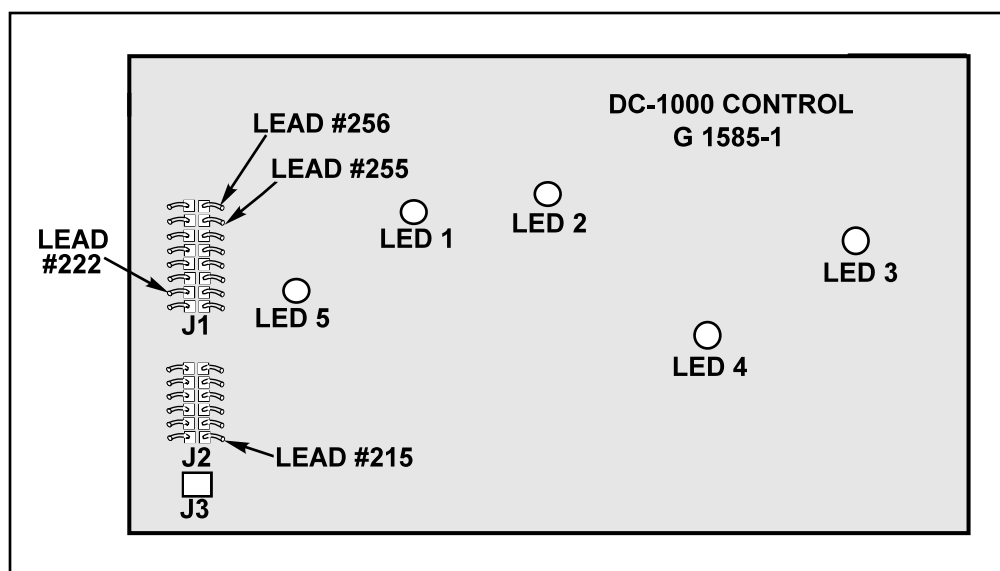 DC-1000 CONTROL
G 1585-1
LEAD #256
LEAD #255
LEAD
#222
LED 1
LED 2
LED 3
LED 5
J1
LED 4
J2
LEAD #215
J3